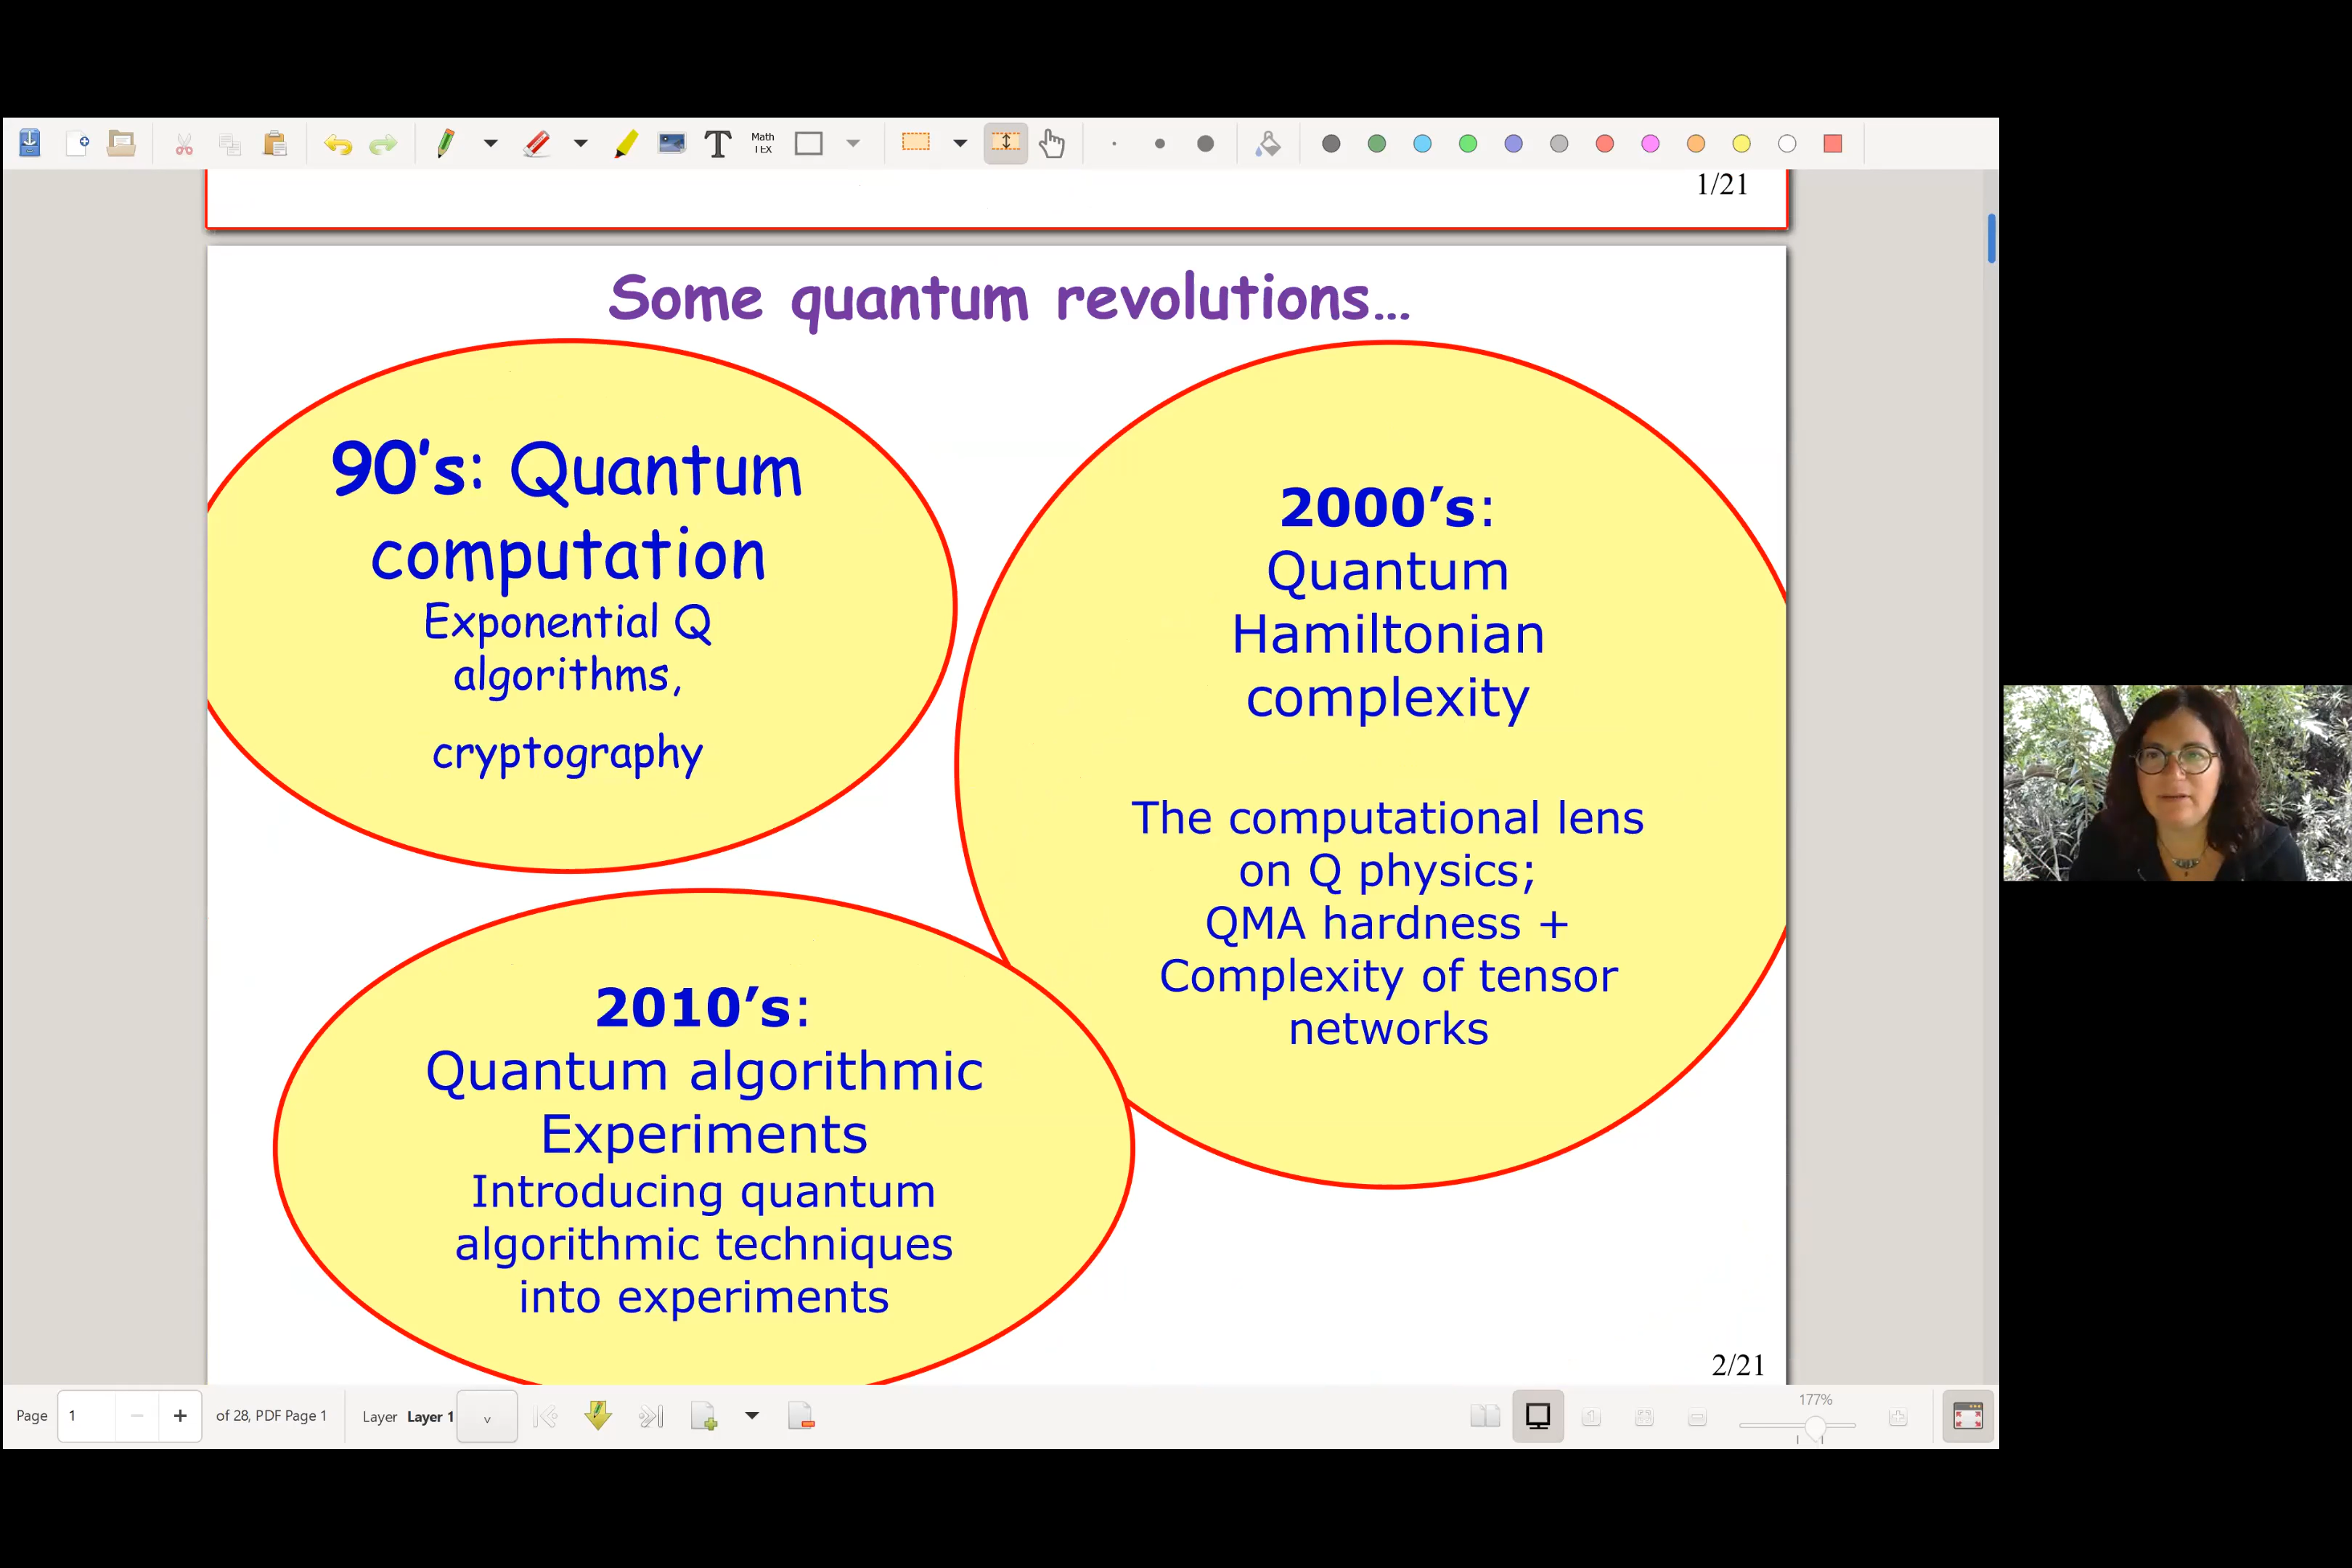 Math
TEX
1/21
Some quantum revolutions...
90's: Quantum
computation
Exponential Q
algorithms,
cryptography
2000's:
Quantum
Hamiltonian
complexity
The computational lens
on Q physics;
QMA hardness +
Complexity of tensor
networks
2010's:
Quantum algorithmic
Experiments
Introducing quantum
algorithmic techniques
into experiments
2/21
Page 1 of 28, PDF Page 1 Layer Layer 1
177%